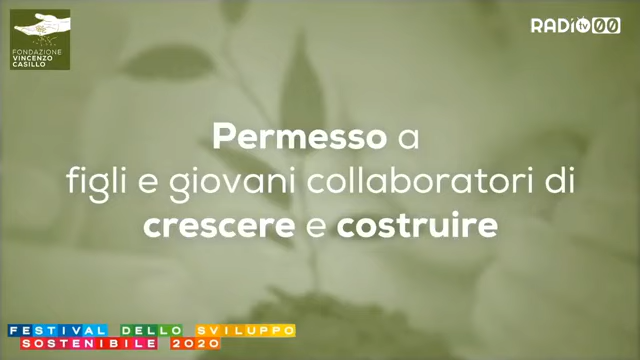 FONDAZIONE
VINCENZO
CASILLO
RADIO tv 00
Permesso a
figli e giovani collaboratori di
crescere e costruire
FESTIVAL DELLO SVILUPPO
SOSTENIBILE 2020